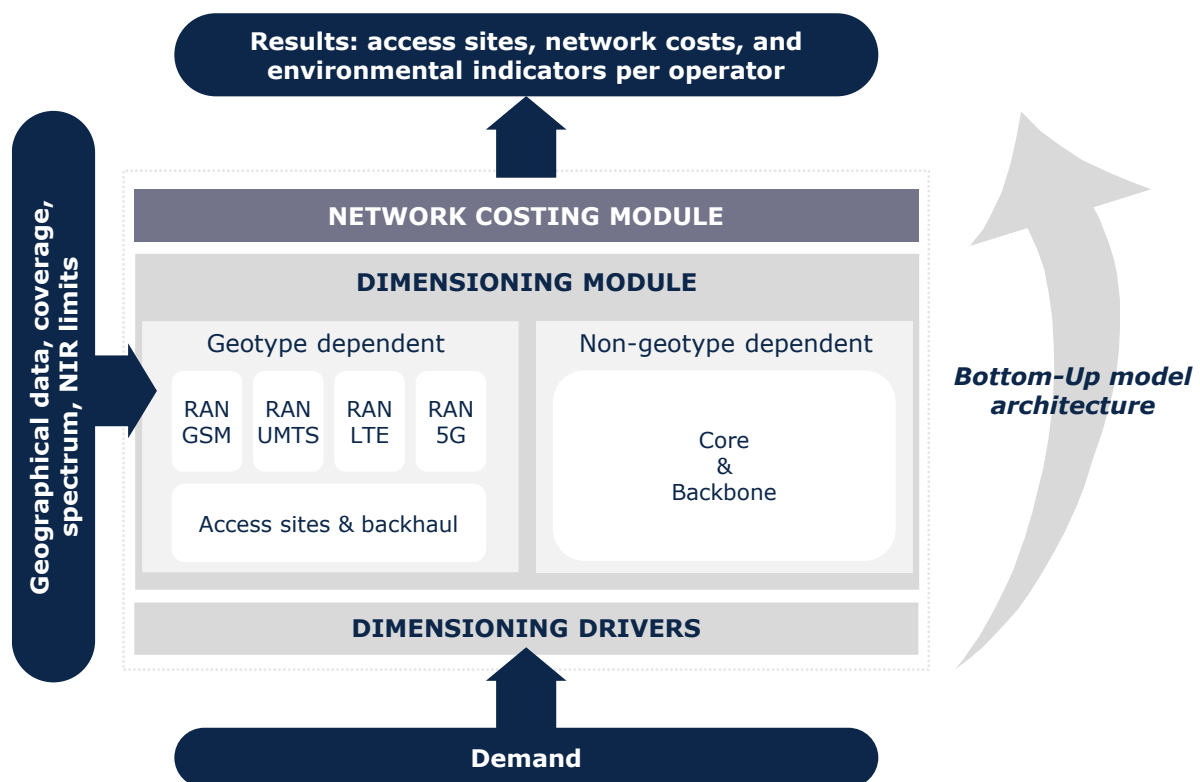 Results: access sites, network costs, and
environmental indicators per operator
Geographical data, coverage,
spectrum, NIR limits
NETWORK COSTING MODULE
DIMENSIONING MODULE
Geotype dependent
Non-geotype dependent
RAN
GSM
RAN
UMTS
RAN
LTE
RAN
5G
Access sites & backhaul
Core
&
Backbone
Bottom-Up model
architecture
DIMENSIONING DRIVERS
Demand